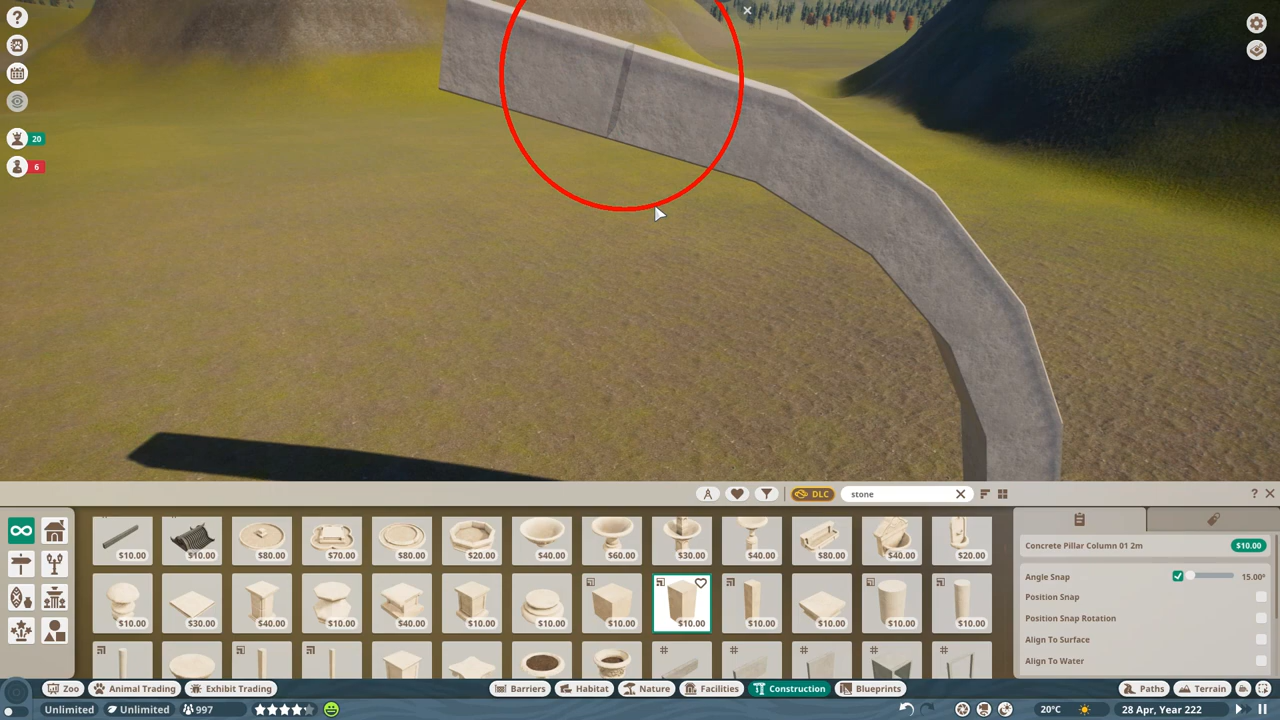 ?
20
6
DLC
stone
? ×
$10.00 $10.00 $80.00 $70.00 $80.00 $20.00 $40.00 $60.00 $30.00 $40.00 $80.00 $40.00 $20.00
$10.00 $30.00 $40.00 $10.00 $40.00 $10.00 $10.00 $10.00 $10.00 $10.00 $10.00 $10.00 $10.00
Concrete Pillar Column 01 2m $10.00
Angle Snap 15.00°
Position Snap
Position Snap Rotation
Align To Surface
Align To Water
Zoo Animal Trading Exhibit Trading Barriers Habitat Nature Facilities Construction Blueprints Paths Terrain
Unlimited Unlimited 997 20°C 28 Apr, Year 222